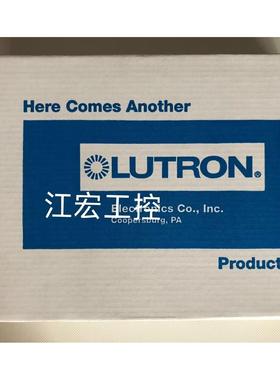 Here Comes Another
LUTRON®
江宏工控
Electronics Co., Inc.
Coopersburg, PA
Product